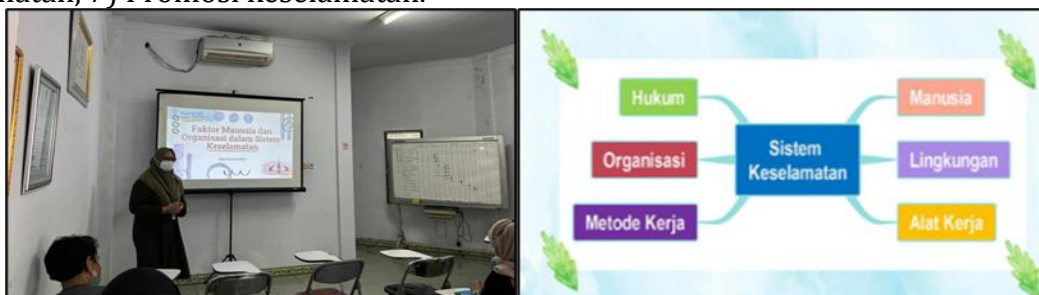 Faktor Manusia dan
Organisasi dalam Sistem
Keselamatan
Hukum
Organisasi
Metode Kerja
Sistem
Keselamatan
Manusia
Lingkungan
Alat Kerja